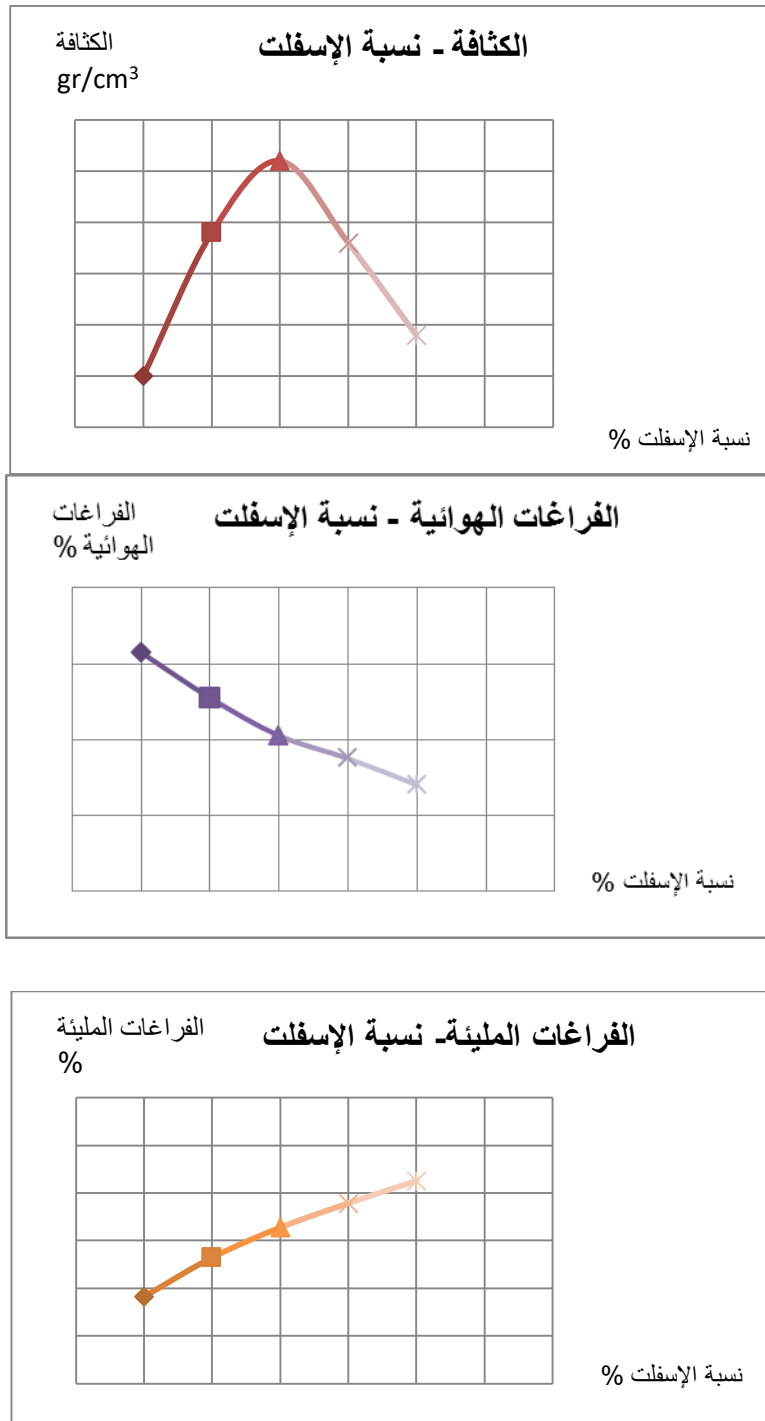 الكثافة - نسبة الإسفلت
الكثافة
gr/cm³
نسبة الإسفلت %
الفراغات الهوائية - نسبة الإسفلت
الفراغات
الهوائية %
نسبة الإسفلت %
الفراغات المليئة- نسبة الإسفلت
الفراغات المليئة
%
نسبة الإسفلت %